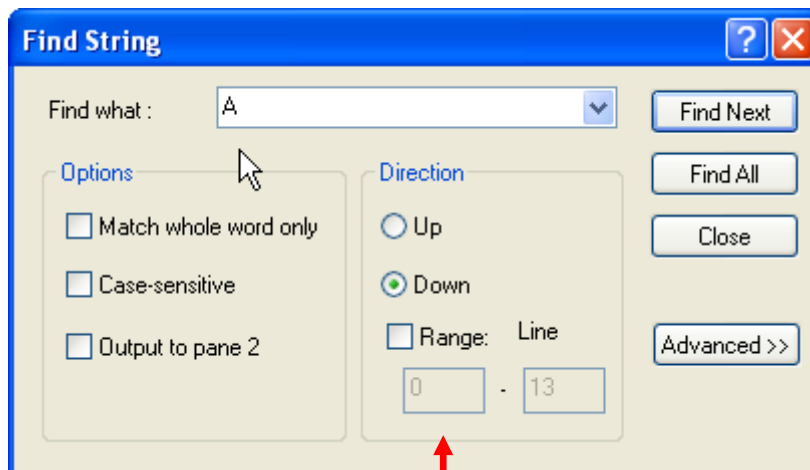 Find String
Find what :
A
Find Next
Options
Direction
Find All
Match whole word only
Up
Close
Case-sensitive
Down
Output to pane 2
Range:
Line
Advanced >>
0 - 13